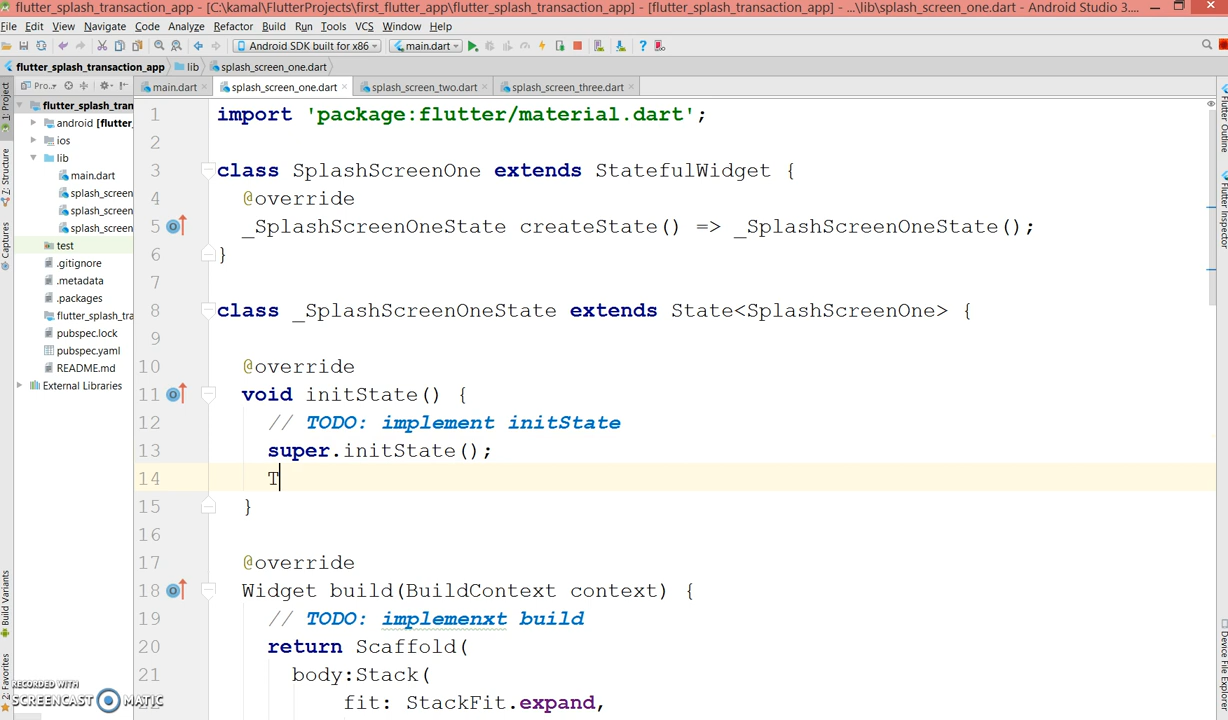 flutter_splash_transaction_app - [C:\kamal\FlutterProjects\first_flutter_app\flutter_splash_transaction_app] - [flutter_splash_transaction_app] - ...\lib\splash_screen_one.dart - Android Studio 3....
File Edit View Navigate Code Analyze Refactor Build Run Tools VCS Window Help
Android SDK built for x86 main.dart
flutter_splash_transaction_app lib splash_screen_one.dart
Pro... main.dart splash_screen_one.dart splash_screen_two.dart splash_screen_three.dart
1: Project
Z: Structure
Captures
Build Variants
2: Favorites
flutter_splash_tran
android [flutter_
ios
lib
main.dart
splash_screen
splash_screen
splash_screen
test
.gitignore
.metadata
.packages
flutter_splash_tra
pubspec.lock
pubspec.yaml
README.md
External Libraries
1 import 'package:flutter/material.dart';
2
3 class SplashScreenOne extends StatefulWidget {
4 @override
5 _SplashScreenOneState createState() => _SplashScreenOneState();
6 }
7
8 class _SplashScreenOneState extends State<SplashScreenOne> {
9
10 @override
11 void initState() {
12 // TODO: implement initState
13 super.initState();
14 T
15 }
16
17 @override
18 Widget build(BuildContext context) {
19 // TODO: implemenxt build
20 return Scaffold(
21 body:Stack(
fit: StackFit.expand,
Flutter Outline
Flutter Inspector
Device File Explorer
RECORDED WITH
SCREENCAST MATIC